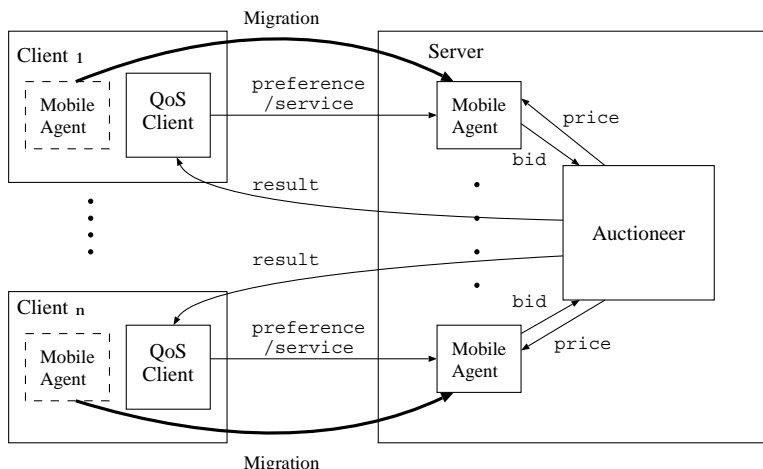 Migration
Client 1
Server
Mobile
Agent
QoS
Client
preference
/service
Mobile
Agent
price
bid
result
Auctioneer
result
Client n
bid
Mobile
Agent
QoS
Client
preference
/service
Mobile
Agent
price
Migration